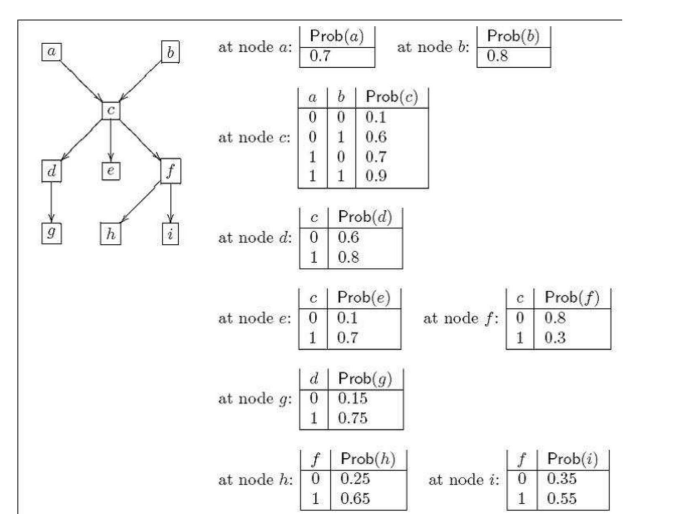 a b
c
d e f
g h i
at node a: Prob(a) at node b: Prob(b)
0.7 0.8
a b Prob(c)
0 0 0.1
at node c: 0 1 0.6
1 0 0.7
1 1 0.9
c Prob(d)
at node d: 0 0.6
1 0.8
c Prob(e) c Prob(f)
at node e: 0 0.1 at node f: 0 0.8
1 0.7 1 0.3
d Prob(g)
at node g: 0 0.15
1 0.75
f Prob(h) f Prob(i)
at node h: 0 0.25 at node i: 0 0.35
1 0.65 1 0.55